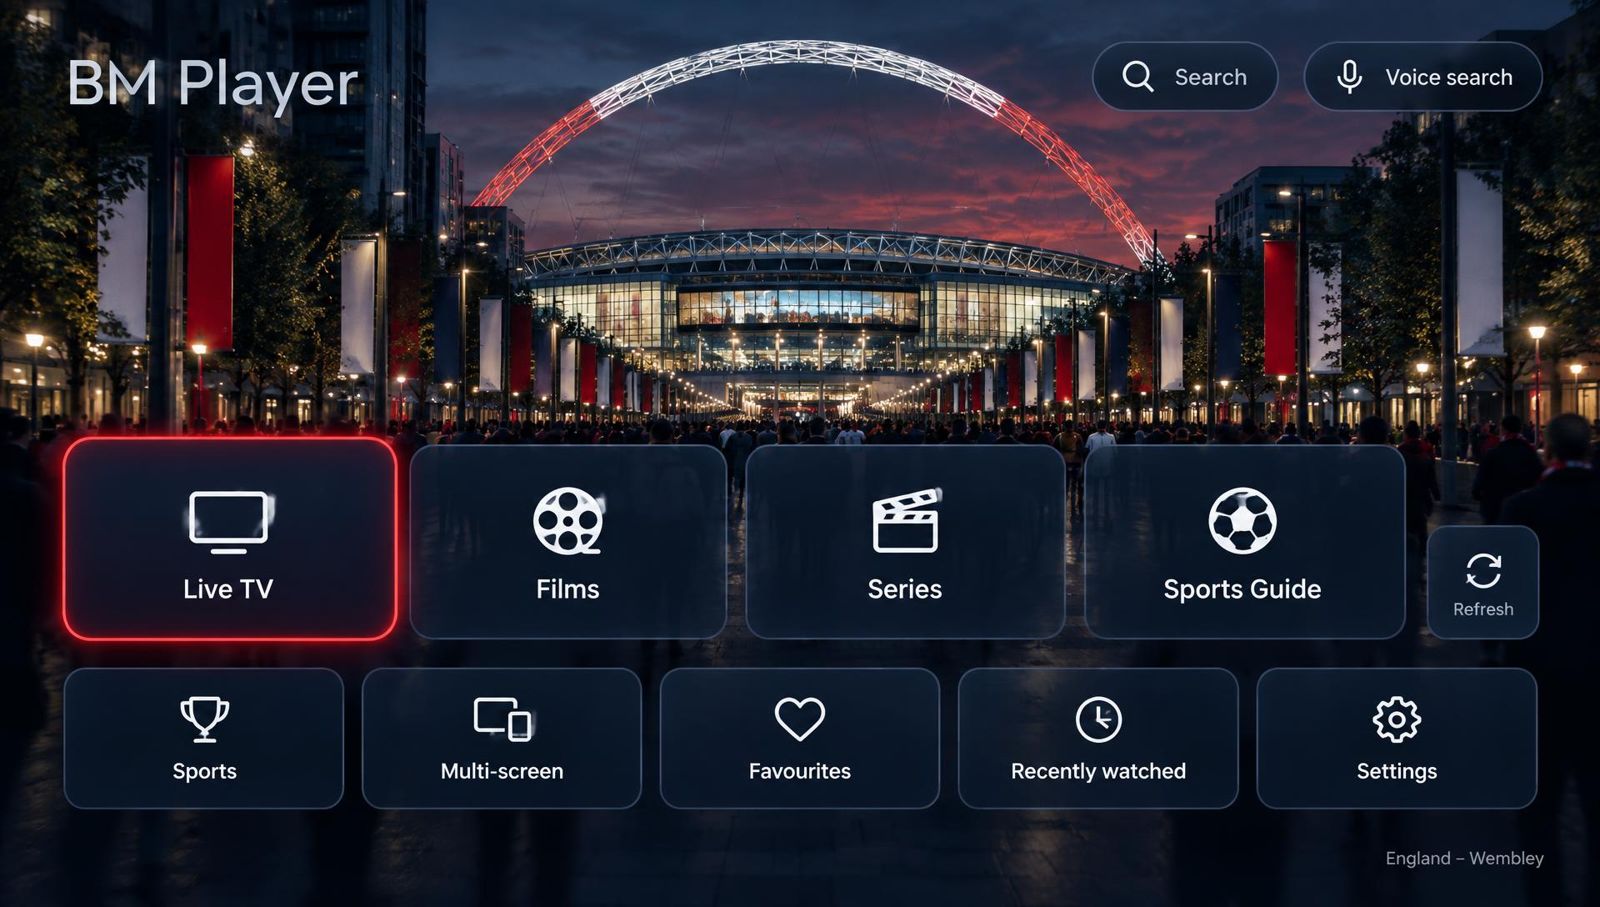 BM Player
Search
Voice search
Live TV
Films
Series
Sports Guide
Refresh
Sports
Multi-screen
Favourites
Recently watched
Settings
England – Wembley